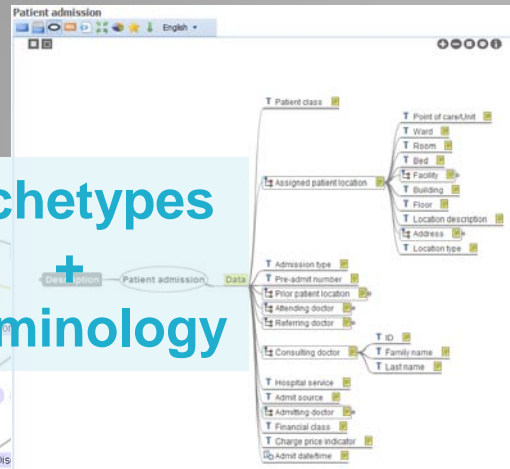 Patient admission
English
T Patient class
T Point of care/Unit
T Ward
T Room
T Bed
Facility
Assigned patient location
T Building
T Floor
T Location description
Address
T Location type
chetypes
+
minology
Description
Patient admission
Data
T Admission type
T Pre-admit number
Prior patient location
Attending doctor
Referring doctor
T ID
Consulting doctor
T Family name
T Last name
T Hospital service
T Admit source
Admitting doctor
T Financial class
T Charge price indicator
Admit date/time